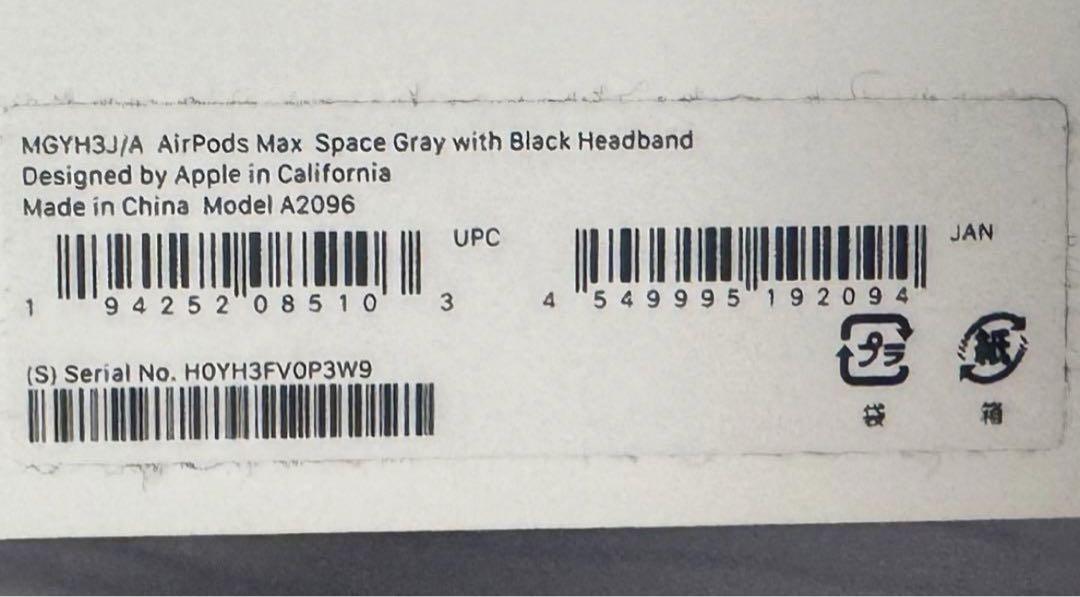 MGYH3J/A AirPods Max Space Gray with Black Headband
Designed by Apple in California
Made in China Model A2096
UPC
JAN
1 94252 08510 3
4 549995 192094
プラ
紙
袋
箱
(S) Serial No. H0YH3FV0P3W9